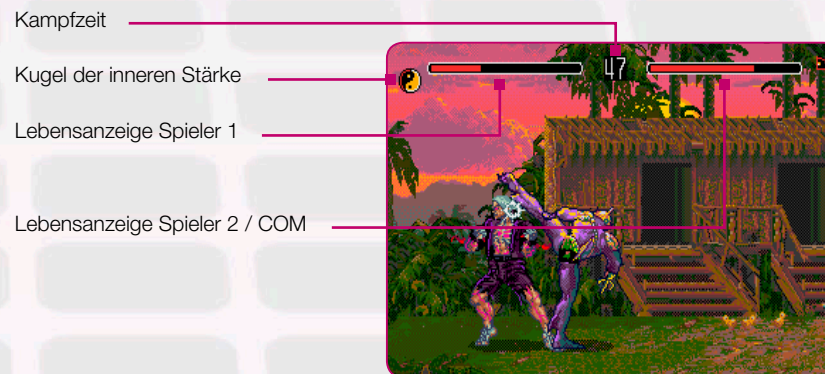 Kampfzeit
Kugel der inneren Stärke
47
Lebensanzeige Spieler 1
Lebensanzeige Spieler 2 / COM